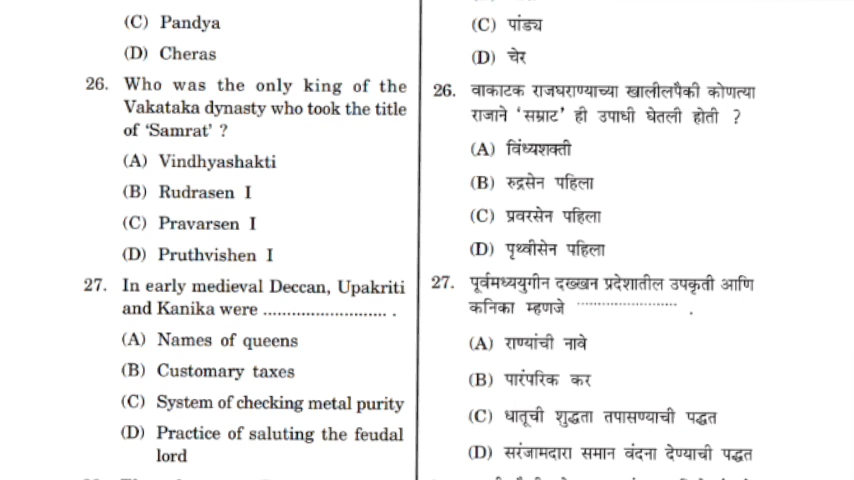 (C) Pandya
(D) Cheras
26. Who was the only king of the
Vakataka dynasty who took the title
of ‘Samrat’ ?
(A) Vindhyashakti
(B) Rudrasen I
(C) Pravarsen I
(D) Pruthvishen I
27. In early medieval Deccan, Upakriti
and Kanika were ........................... .
(A) Names of queens
(B) Customary taxes
(C) System of checking metal purity
(D) Practice of saluting the feudal
lord
(C) पांड्य
(D) चेर
26. वाकाटक राजघराण्याच्या खालीलपैकी कोणत्या
राजाने ‘सम्राट’ ही उपाधी घेतली होती ?
(A) विंध्यशक्ती
(B) रुद्रसेन पहिला
(C) प्रवरसेन पहिला
(D) पृथ्वीसेन पहिला
27. पूर्वमध्ययुगीन दख्खन प्रदेशातील उपकृती आणि
कनिका म्हणजे ........................ .
(A) राण्यांची नावे
(B) पारंपरिक कर
(C) धातूची शुद्धता तपासण्याची पद्धत
(D) सरंजामदारा समान वंदना देण्याची पद्धत